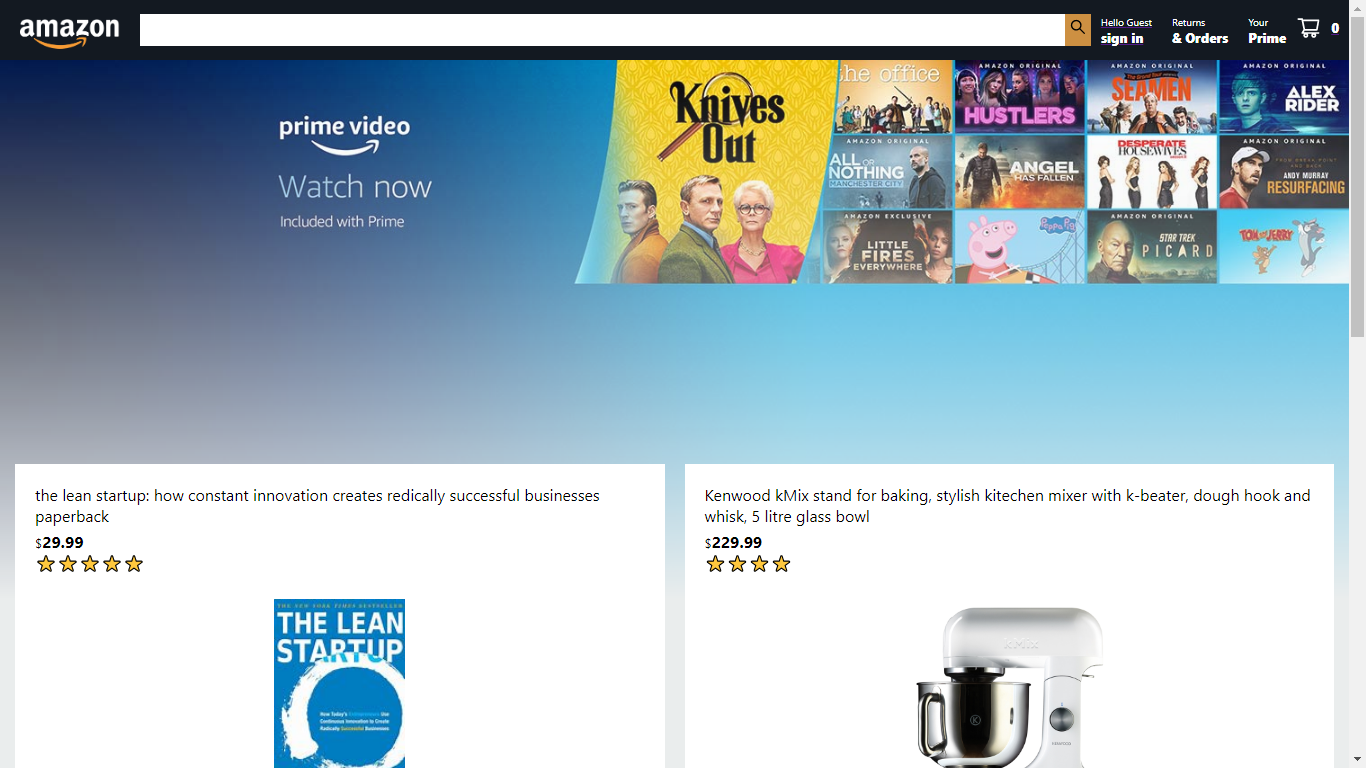 amazon
Hello Guest
sign in
Returns
& Orders
Your
Prime
0
prime video
Watch now
Included with Prime
Knives
Out
the office
AMAZON ORIGINAL
HUSTLERS
AMAZON ORIGINAL
SEAMEN
AMAZON ORIGINAL
ALEX
RIDER
AMAZON ORIGINAL
ALL OR
NOTHING
MANCHESTER CITY
ANGEL
HAS FALLEN
DESPERATE
HOUSEWIVES
AMAZON ORIGINAL
FROM BREAK POINT
AND BACK
ANDY MURRAY
RESURFACING
AMAZON EXCLUSIVE
LITTLE
FIRES
EVERYWHERE
Peppa Pig
AMAZON ORIGINAL
STAR TREK
PICARD
TOM and JERRY
the lean startup: how constant innovation creates redically successful businesses
paperback
$29.99
Kenwood kMix stand for baking, stylish kitechen mixer with k-beater, dough hook and
whisk, 5 litre glass bowl
$229.99
THE NEW YORK TIMES BESTSELLER
THE LEAN
STARTUP
How Today's Entrepreneurs Use
Continuous Innovation to Create
Radically Successful Businesses
kMix
K
KENWOOD